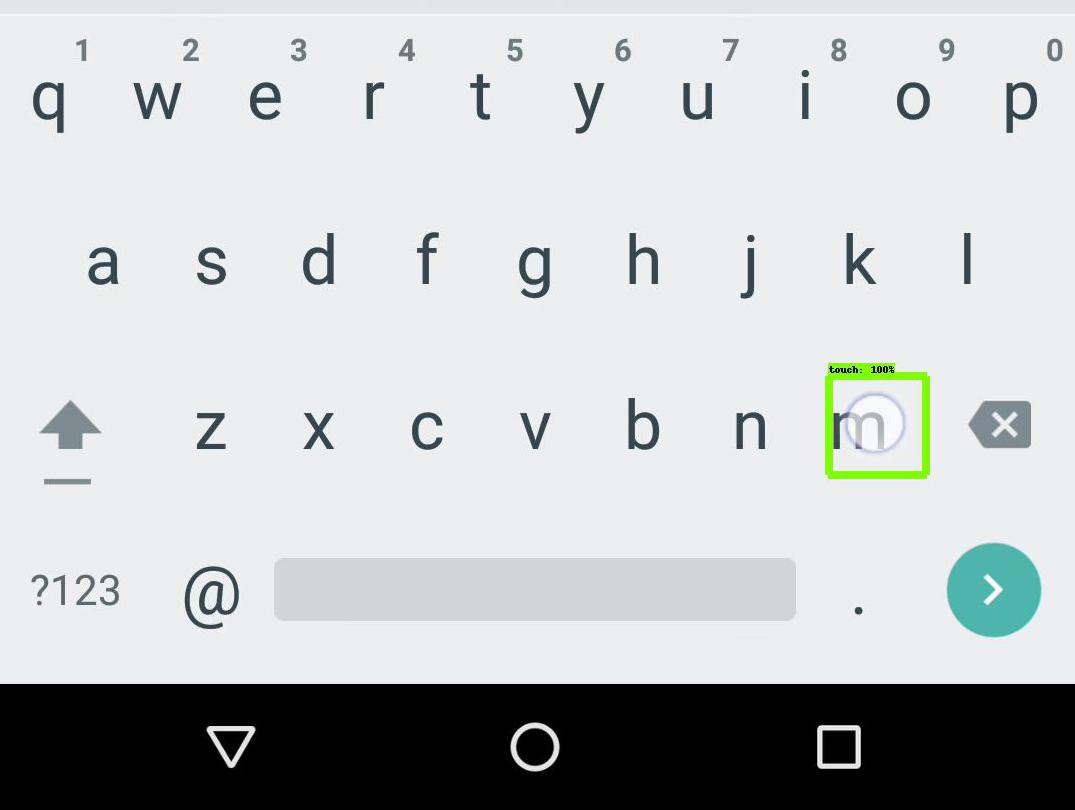 1 2 3 4 5 6 7 8 9 0
q w e r t y u i o p
a s d f g h j k l
touch: 100%
z x c v b n m
?123 @ .